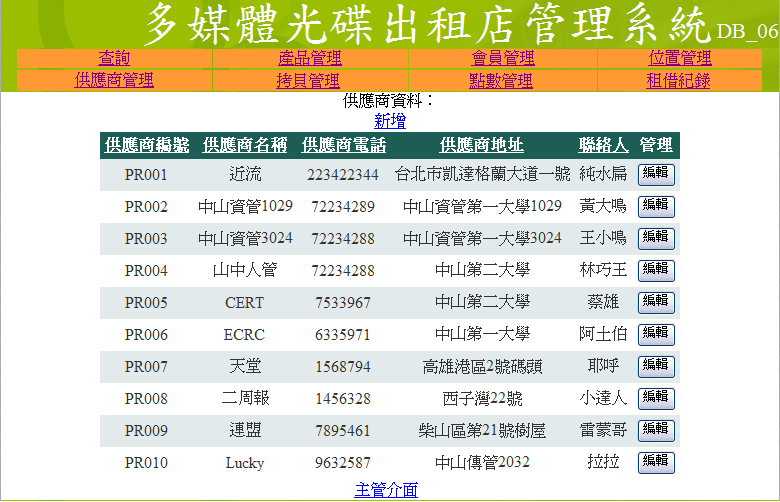 多媒體光碟出租店管理系統 DB_06
查詢 產品管理 會員管理 位置管理
供應商管理 拷貝管理 點數管理 租借紀錄
供應商資料：
新增
供應商編號 供應商名稱 供應商電話 供應商地址 聯絡人 管理
PR001 近流 223422344 台北市凱達格蘭大道一號 純水扁 編輯
PR002 中山資管1029 72234289 中山資管第一大學1029 黃大鳴 編輯
PR003 中山資管3024 72234288 中山資管第一大學3024 王小鳴 編輯
PR004 山中人管 72234288 中山第二大學 林巧王 編輯
PR005 CERT 7533967 中山第二大學 蔡雄 編輯
PR006 ECRC 6335971 中山第一大學 阿土伯 編輯
PR007 天堂 1568794 高雄港區2號碼頭 耶呼 編輯
PR008 二周報 1456328 西子灣22號 小達人 編輯
PR009 連盟 7895461 柴山區第21號樹屋 雷蒙哥 編輯
PR010 Lucky 9632587 中山傳管2032 拉拉 編輯
主管介面